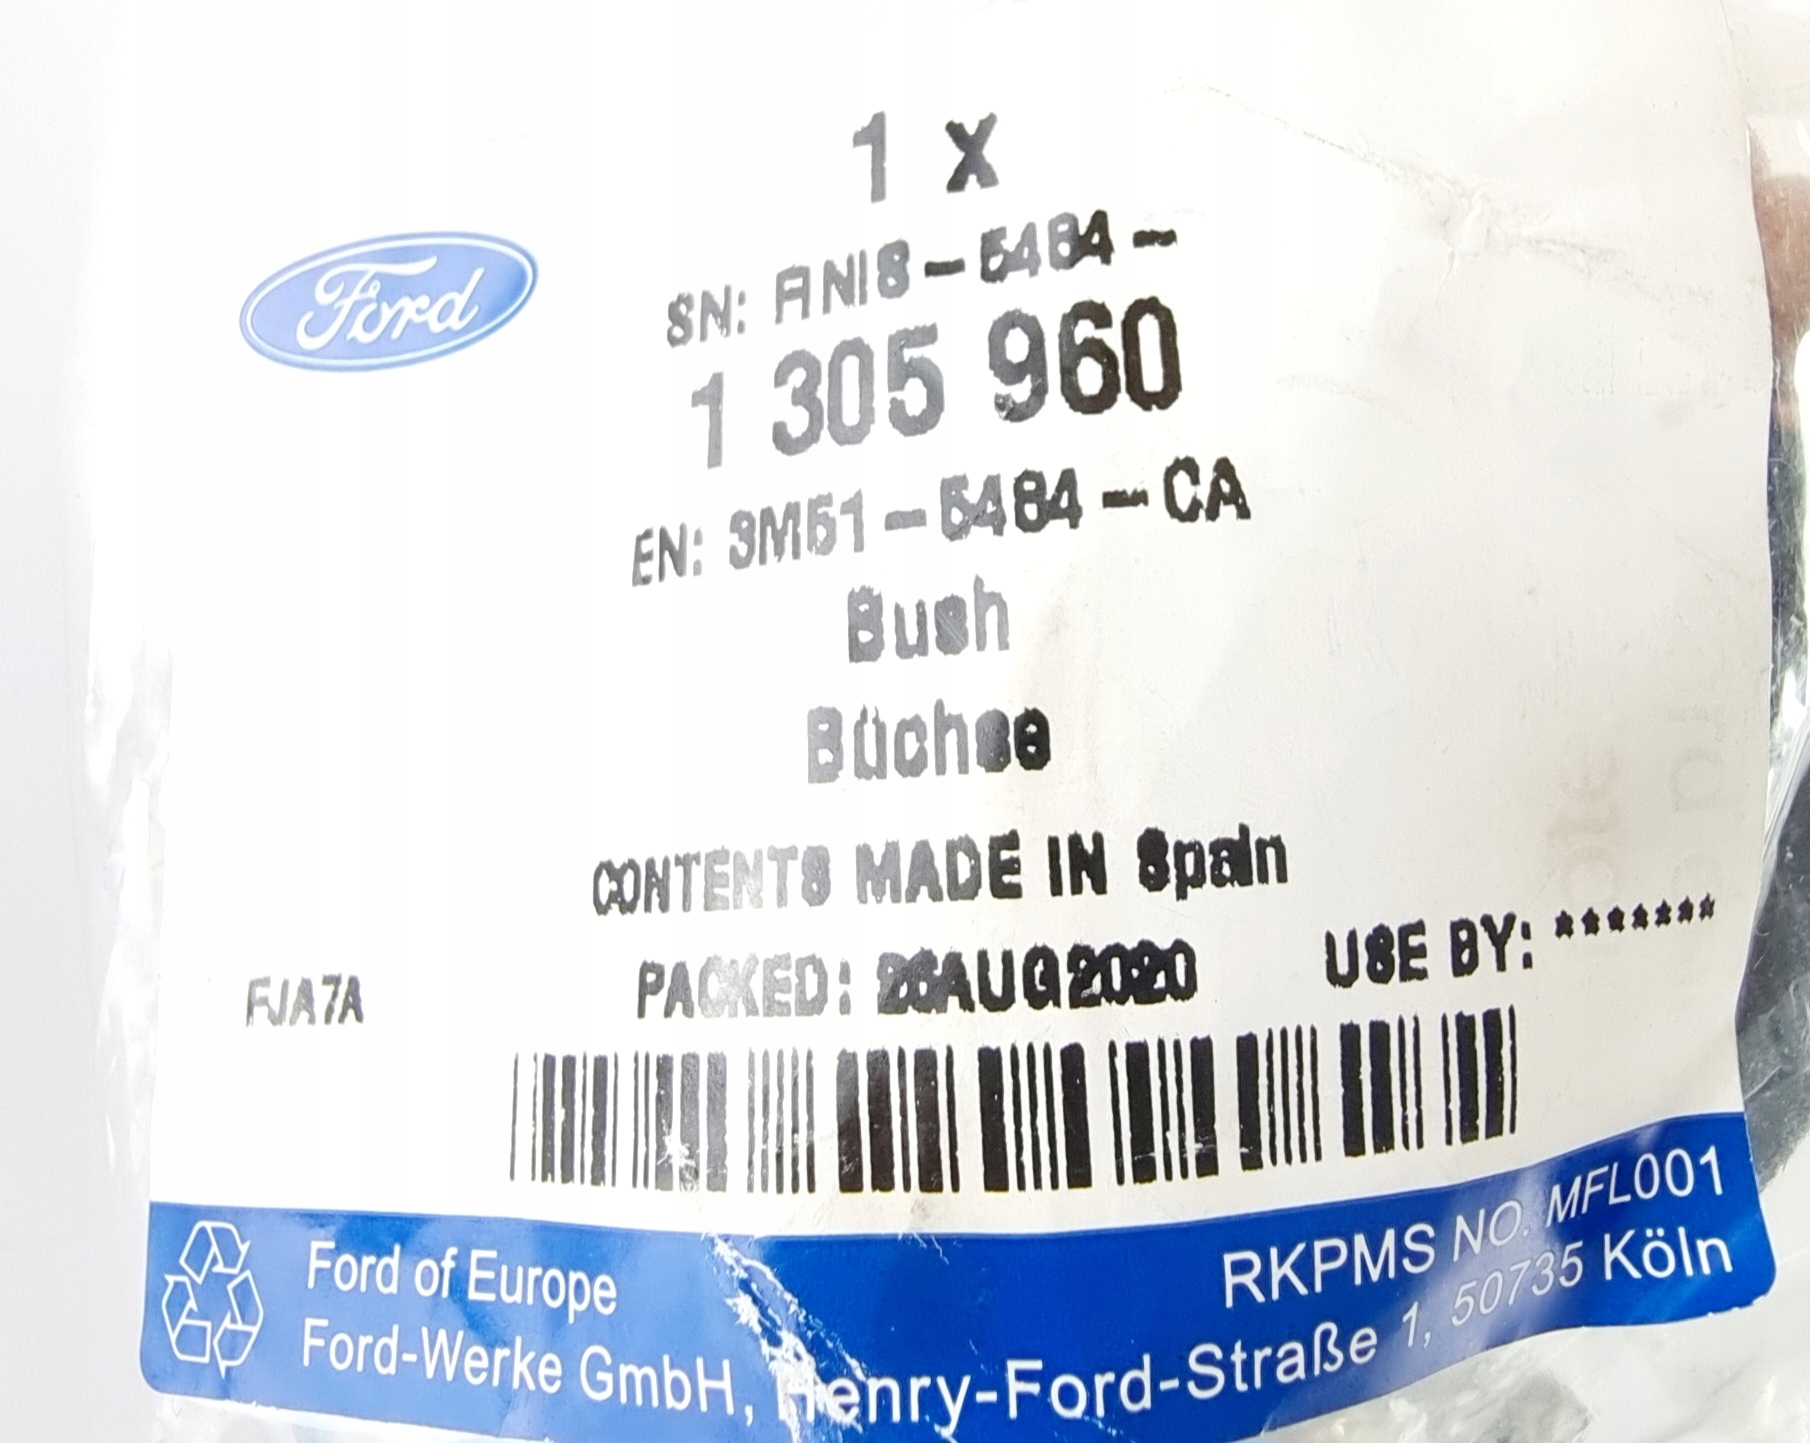 1 X
Ford
SN: ANI8-5484-
1 305 960
EN: 3M51-5484-CA
Bush
Büchse
CONTENTS MADE IN Spain
FJA7A
PACKED: 26AUG2020
USE BY: *******
RKPMS NO. MFL001
Ford of Europe
Ford-Werke GmbH, Henry-Ford-Straße 1, 50735 Köln